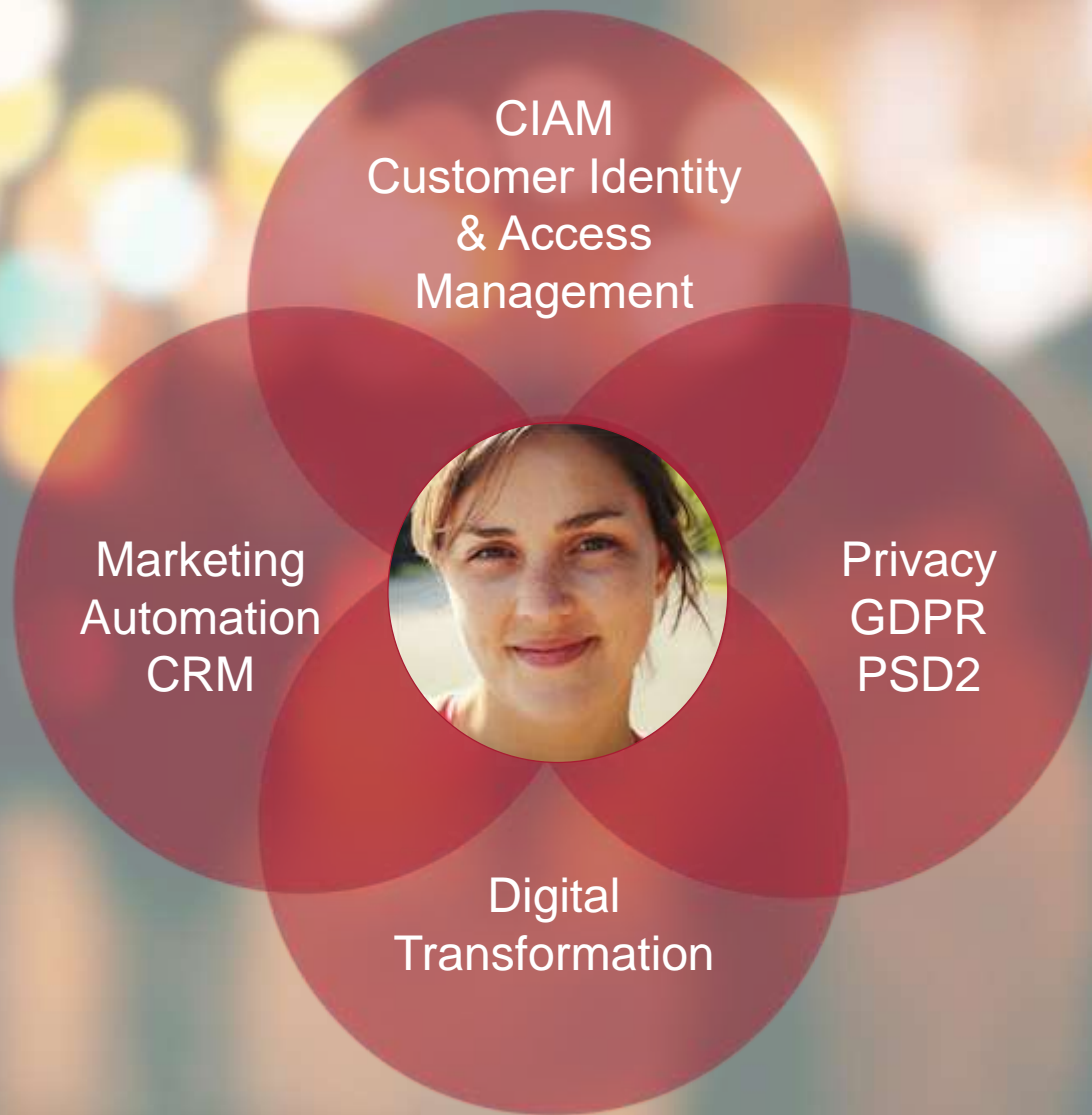 CIAM
Customer Identity
& Access
Management
Marketing
Automation
CRM
Privacy
GDPR
PSD2
Digital
Transformation